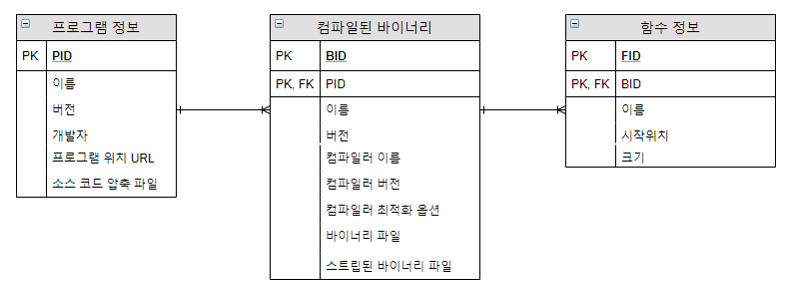 프로그램 정보
PK PID
이름
버전
개발자
프로그램 위치 URL
소스 코드 압축 파일
컴파일된 바이너리
PK BID
PK, FK PID
이름
버전
컴파일러 이름
컴파일러 버전
컴파일러 최적화 옵션
바이너리 파일
스트립된 바이너리 파일
함수 정보
PK FID
PK, FK BID
이름
시작위치
크기